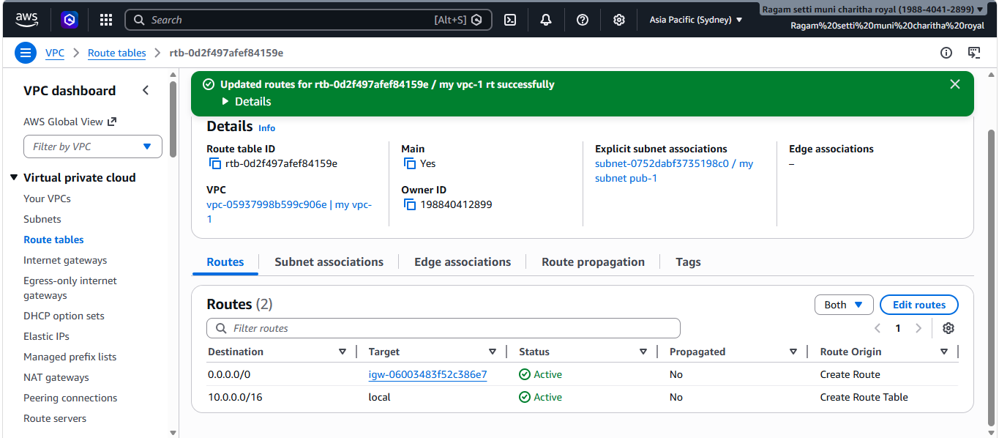 aws
Search
[Alt+S]
Asia Pacific (Sydney)
Ragam setti muni charitha royal (1988-4041-2899)
Ragam%20setti%20muni%20charitha%20royal
VPC
Route tables
rtb-0d2f497afef84159e
VPC dashboard
AWS Global View
Filter by VPC
Virtual private cloud
Your VPCs
Subnets
Route tables
Internet gateways
Egress-only internet
gateways
DHCP option sets
Elastic IPs
Managed prefix lists
NAT gateways
Peering connections
Route servers
Updated routes for rtb-0d2f497afef84159e / my vpc-1 rt successfully
Details
Details Info
Route table ID
rtb-0d2f497afef84159e
Main
Yes
Explicit subnet associations
subnet-0752dabf3735198c0 / my
subnet pub-1
Edge associations
–
VPC
vpc-05937998b599c906e | my vpc-
1
Owner ID
198840412899
Routes Subnet associations Edge associations Route propagation Tags
Routes (2)
Both
Edit routes
Filter routes
1
Destination Target Status Propagated Route Origin
0.0.0.0/0 igw-06003483f52c386e7 Active No Create Route
10.0.0.0/16 local Active No Create Route Table